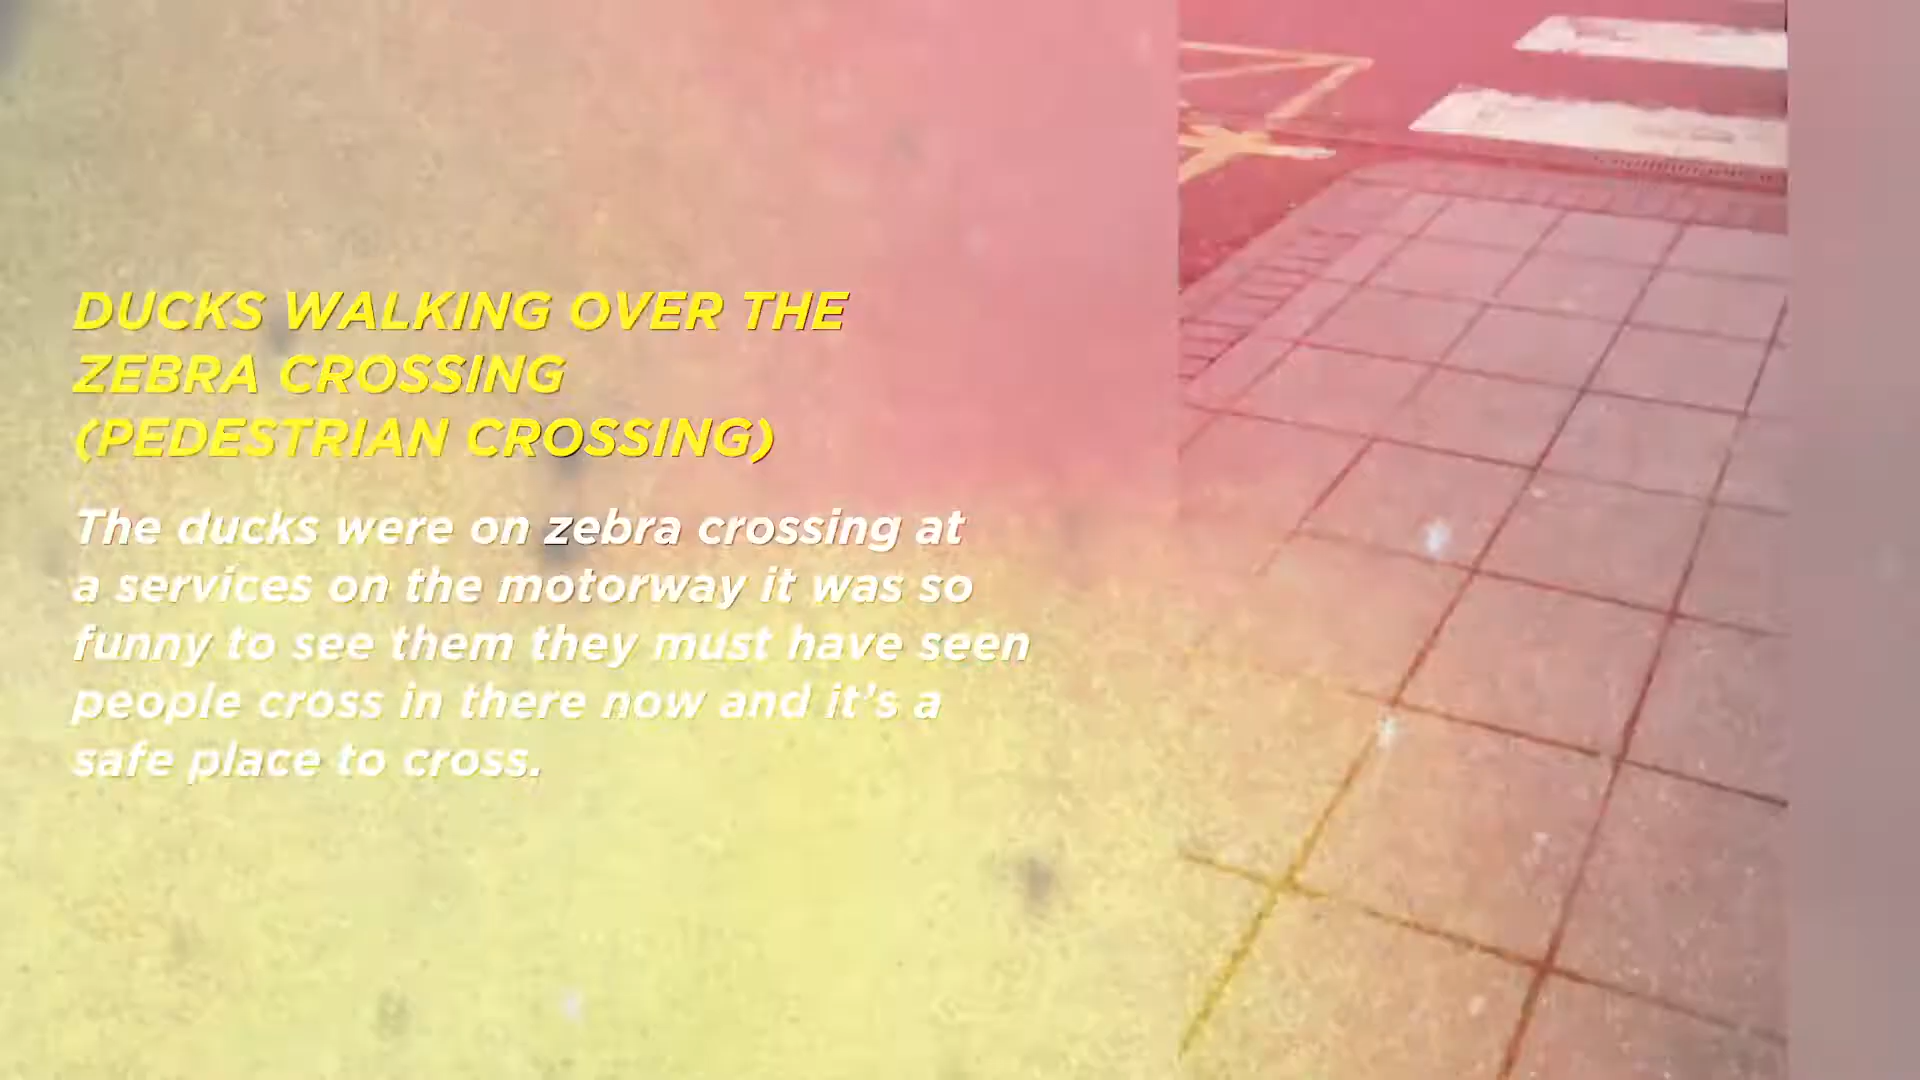 DUCKS WALKING OVER THE
ZEBRA CROSSING
(PEDESTRIAN CROSSING)
The ducks were on zebra crossing at
a services on the motorway it was so
funny to see them they must have seen
people cross in there now and it's a
safe place to cross.